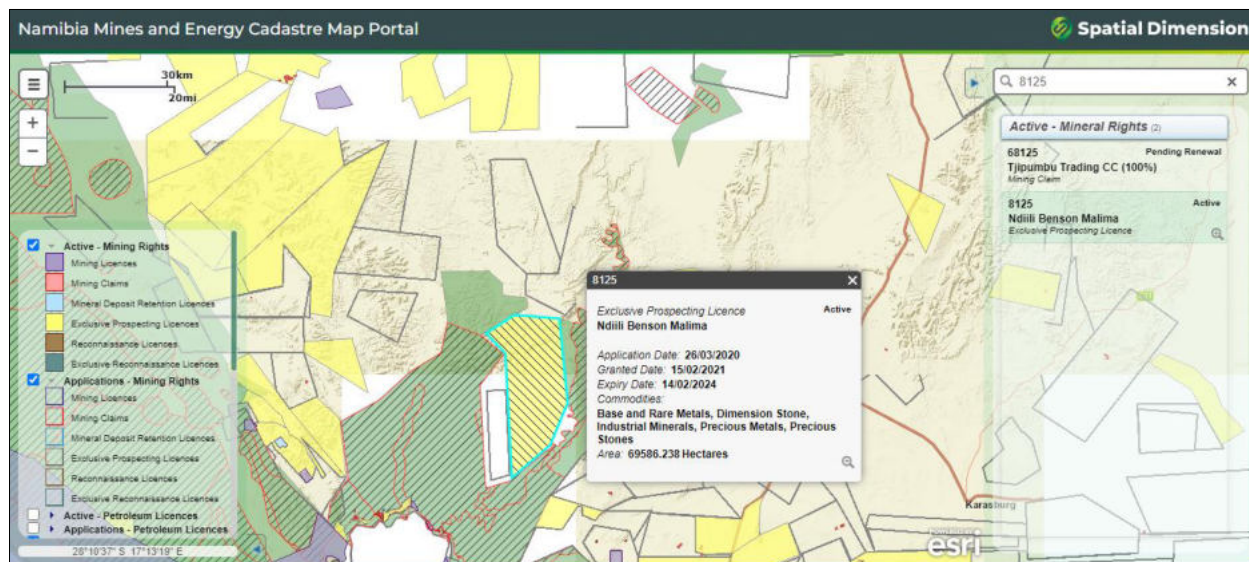 Namibia Mines and Energy Cadastre Map Portal
Spatial Dimension
30km
20mi
+
−
8125
Active - Mineral Rights (2)
68125
Pending Renewal
Tjipumbu Trading CC (100%)
Mining Claim
8125
Active
Ndiili Benson Malima
Exclusive Prospecting Licence
Active - Mining Rights
Mining Licences
Mining Claims
Mineral Deposit Retention Licences
Exclusive Prospecting Licences
Reconnaissance Licences
Exclusive Reconnaissance Licences
Applications - Mining Rights
Mining Licences
Mining Claims
Mineral Deposit Retention Licences
Exclusive Prospecting Licences
Reconnaissance Licences
Exclusive Reconnaissance Licences
Active - Petroleum Licences
Applications - Petroleum Licences
28°10'37" S 17°13'19" E
8125
Exclusive Prospecting Licence
Active
Ndiili Benson Malima
Application Date: 26/03/2020
Granted Date: 15/02/2021
Expiry Date: 14/02/2024
Commodities:
Base and Rare Metals, Dimension Stone,
Industrial Minerals, Precious Metals, Precious
Stones
Area: 69586.238 Hectares
Karasburg
esri